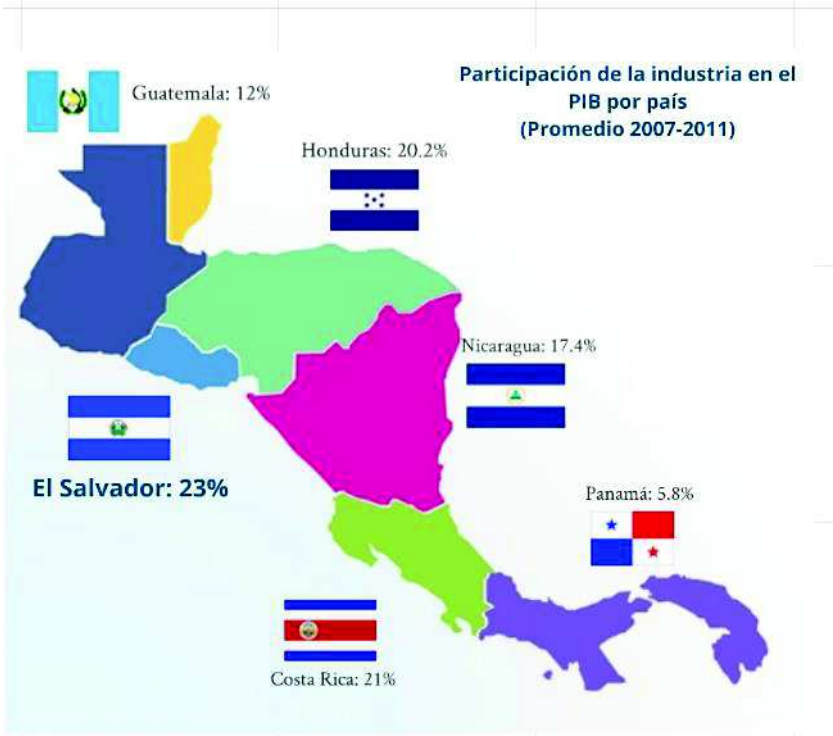 Participación de la industria en el
PIB por país
(Promedio 2007-2011)
Guatemala: 12%
Honduras: 20.2%
Nicaragua: 17.4%
El Salvador: 23%
Panamá: 5.8%
Costa Rica: 21%